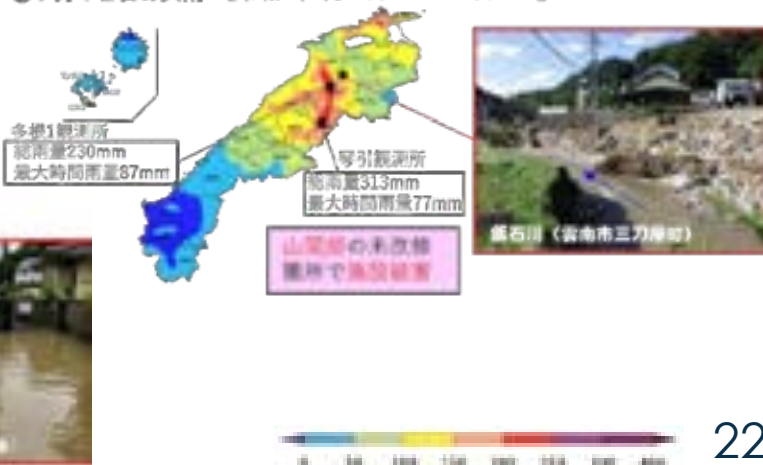 多根1観測所
総雨量230mm
最大時間雨量87mm
琴引観測所
総雨量313mm
最大時間雨量77mm
山間部の未改修
箇所で施設被害
飯石川（雲南市三刀屋町）
22